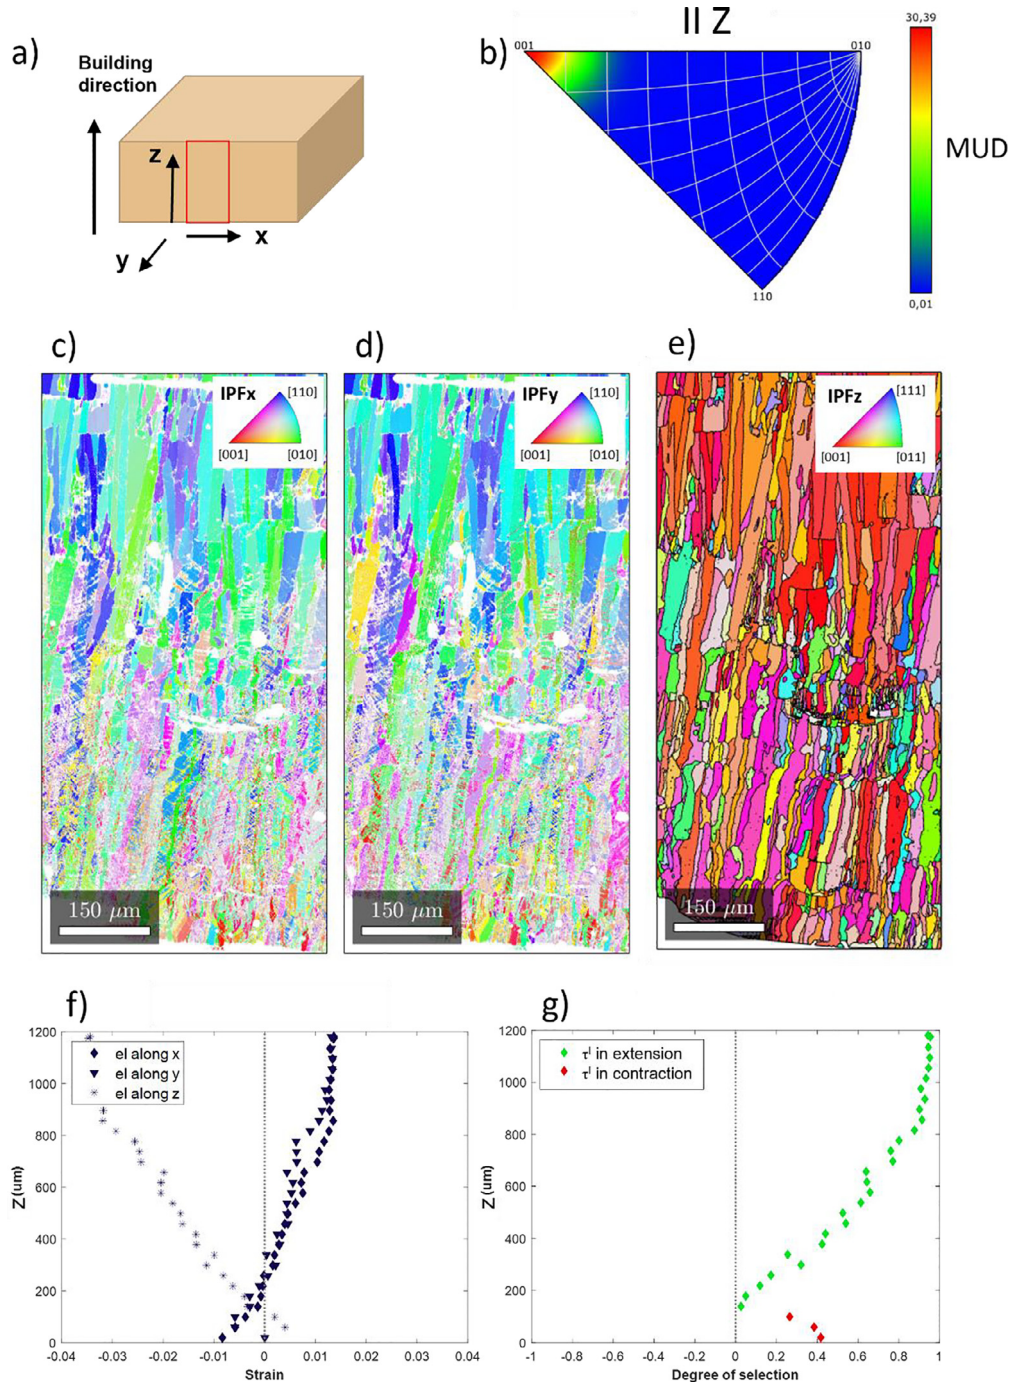 a)
Building
direction
z
x
y
b)
II Z
001
010
110
30,39
MUD
0,01
c)
IPFx
[110]
[001]
[010]
150 μm
d)
IPFy
[110]
[001]
[010]
150 μm
e)
IPFz
[111]
[001]
[011]
150 μm
f)
1200
1000
800
600
400
200
0
Z (um)
el along x
el along y
el along z
-0.04
-0.03
-0.02
-0.01
0
0.01
0.02
0.03
0.04
Strain
g)
1200
1000
800
600
400
200
0
Z (um)
τˡ in extension
τˡ in contraction
-1
-0.8
-0.6
-0.4
-0.2
0
0.2
0.4
0.6
0.8
1
Degree of selection